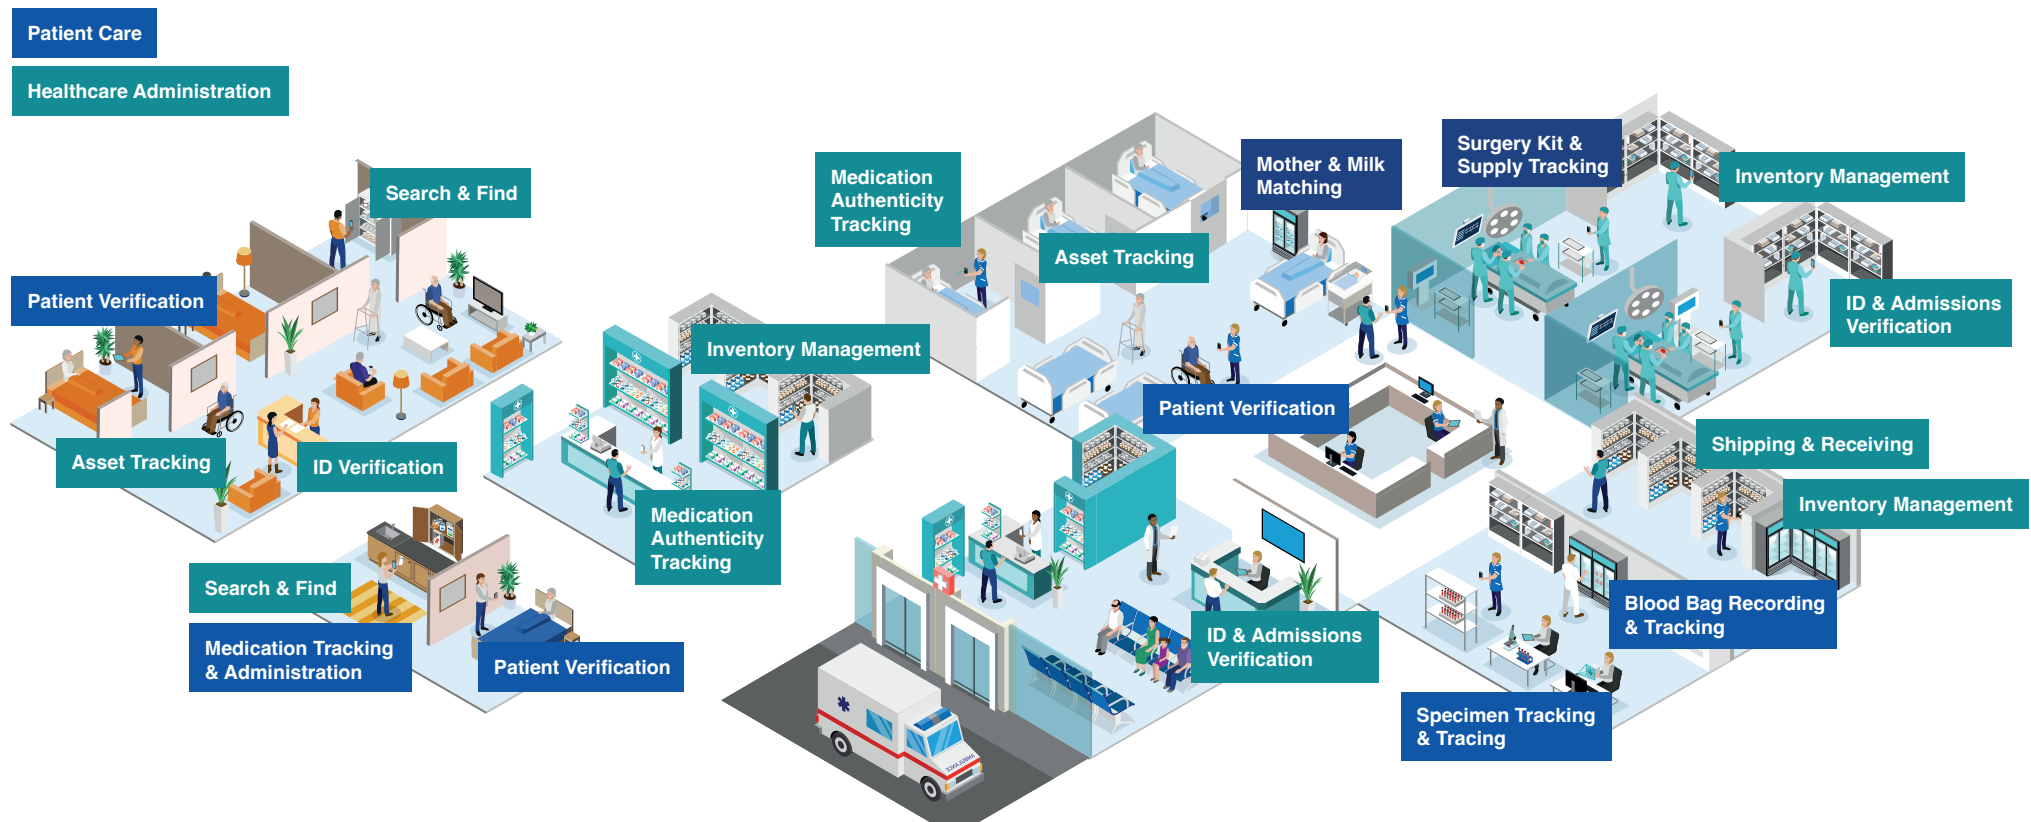 Patient Care
Healthcare Administration
Search & Find
Patient Verification
Asset Tracking
ID Verification
Search & Find
Medication Tracking
& Administration
Patient Verification
Inventory Management
Medication
Authenticity
Tracking
Medication
Authenticity
Tracking
Asset Tracking
Mother & Milk
Matching
Patient Verification
Surgery Kit &
Supply Tracking
Inventory Management
ID & Admissions
Verification
Shipping & Receiving
Inventory Management
Blood Bag Recording
& Tracking
ID & Admissions
Verification
Specimen Tracking
& Tracing
AMBULANCE